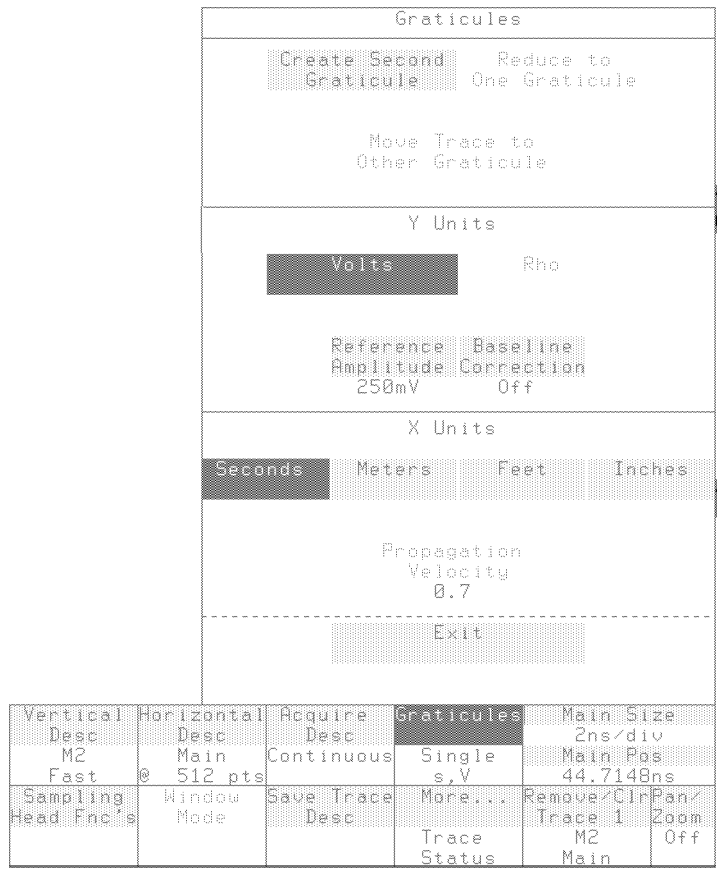 Graticules
Create Second Reduce to
Graticule One Graticule
Move Trace to
Other Graticule
Y Units
Volts Rho
Reference Baseline
Amplitude Correction
250mV Off
X Units
Seconds Meters Feet Inches
Propagation
Velocity
0.7
Exit
Vertical Horizontal Acquire Graticules Main Size
Desc Desc Desc 2ns/div
M2 Main Continuous Single Main Pos
Fast @ 512 pts s,V 44.7148ns
Sampling Window Save Trace More... Remove/Clr Pan/
Head Fnc's Mode Desc Trace 1 Zoom
Trace M2 Off
Status Main